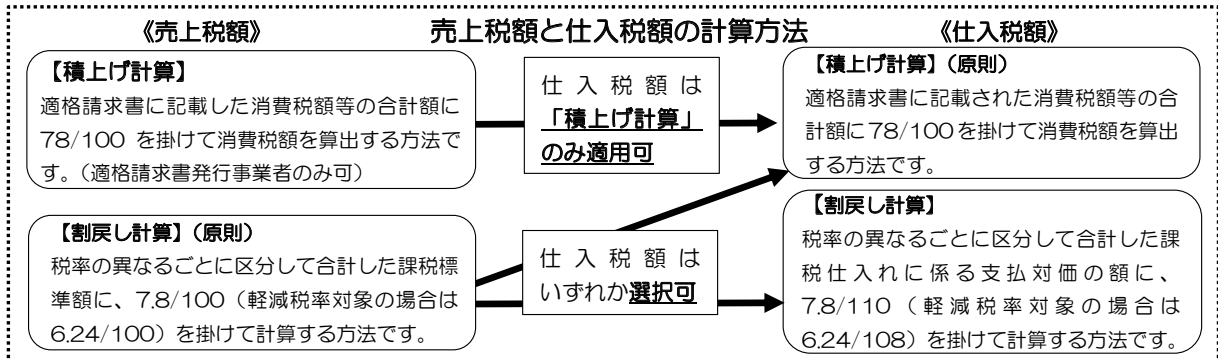 売上税額と仕入税額の計算方法
《売上税額》
【積上げ計算】
適格請求書に記載した消費税額等の合計額に
78/100 を掛けて消費税額を算出する方法で
す。（適格請求書発行事業者のみ可）
【割戻し計算】（原則）
税率の異なるごとに区分して合計した課税標
準額に、7.8/100（軽減税率対象の場合は
6.24/100）を掛けて計算する方法です。
仕入税額は
「積上げ計算」
のみ適用可
仕入税額は
いずれか選択可
《仕入税額》
【積上げ計算】（原則）
適格請求書に記載された消費税額等の合
計額に78/100を掛けて消費税額を算出
する方法です。
【割戻し計算】
税率の異なるごとに区分して合計した課
税仕入れに係る支払対価の額に、
7.8/110（軽減税率対象の場合は
6.24/108）を掛けて計算する方法です。